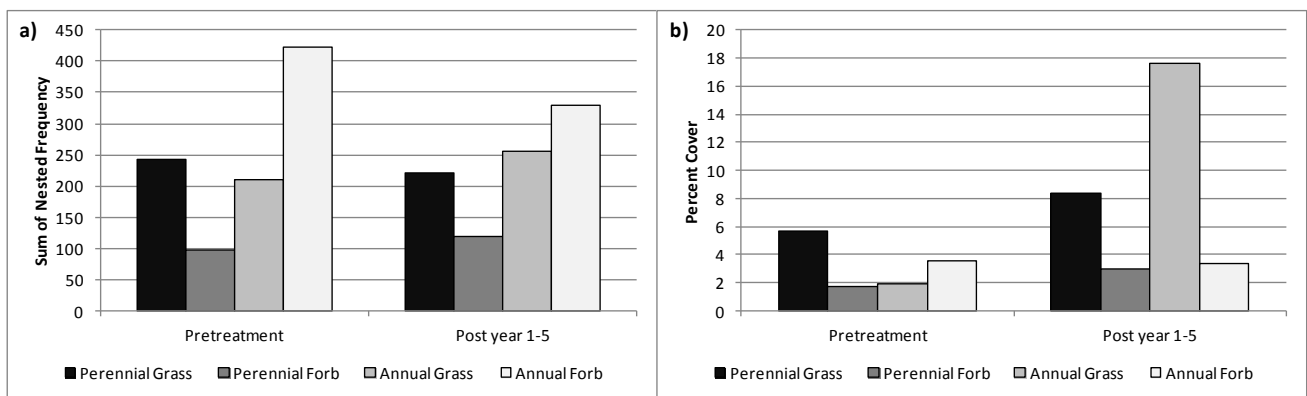 a)
Sum of Nested Frequency
450
400
350
300
250
200
150
100
50
0
Pretreatment Post year 1-5
Perennial Grass Perennial Forb Annual Grass Annual Forb
b)
Percent Cover
20
18
16
14
12
10
8
6
4
2
0
Pretreatment Post year 1-5
Perennial Grass Perennial Forb Annual Grass Annual Forb